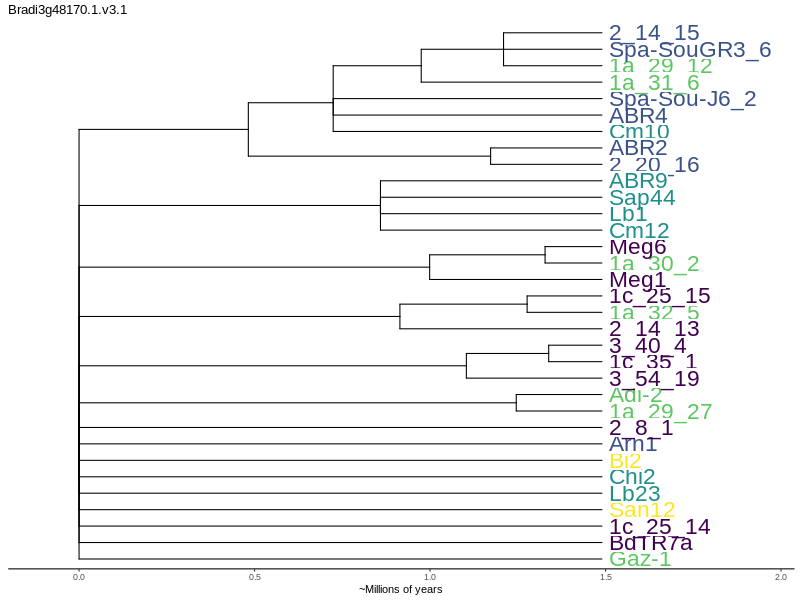 Bradi3g48170.1.v3.1
2_14_15
Spa-SouGR3_6
1a_29_12
1a_31_6
Spa-Sou-J6_2
ABR4
Cm10
ABR2
2_20_16
ABR9
Sap44
Lb1
Cm12
Meg6
1a_30_2
Meg1
1c_25_15
1a_32_5
2_14_13
3_40_4
1c_35_1
3_54_19
Adi-2
1a_29_27
2_8_1
Arn1
Bi2
Chi2
Lb23
San12
1c_25_14
BdTR7a
Gaz-1
0.0 0.5 1.0 1.5 2.0
~Millions of years